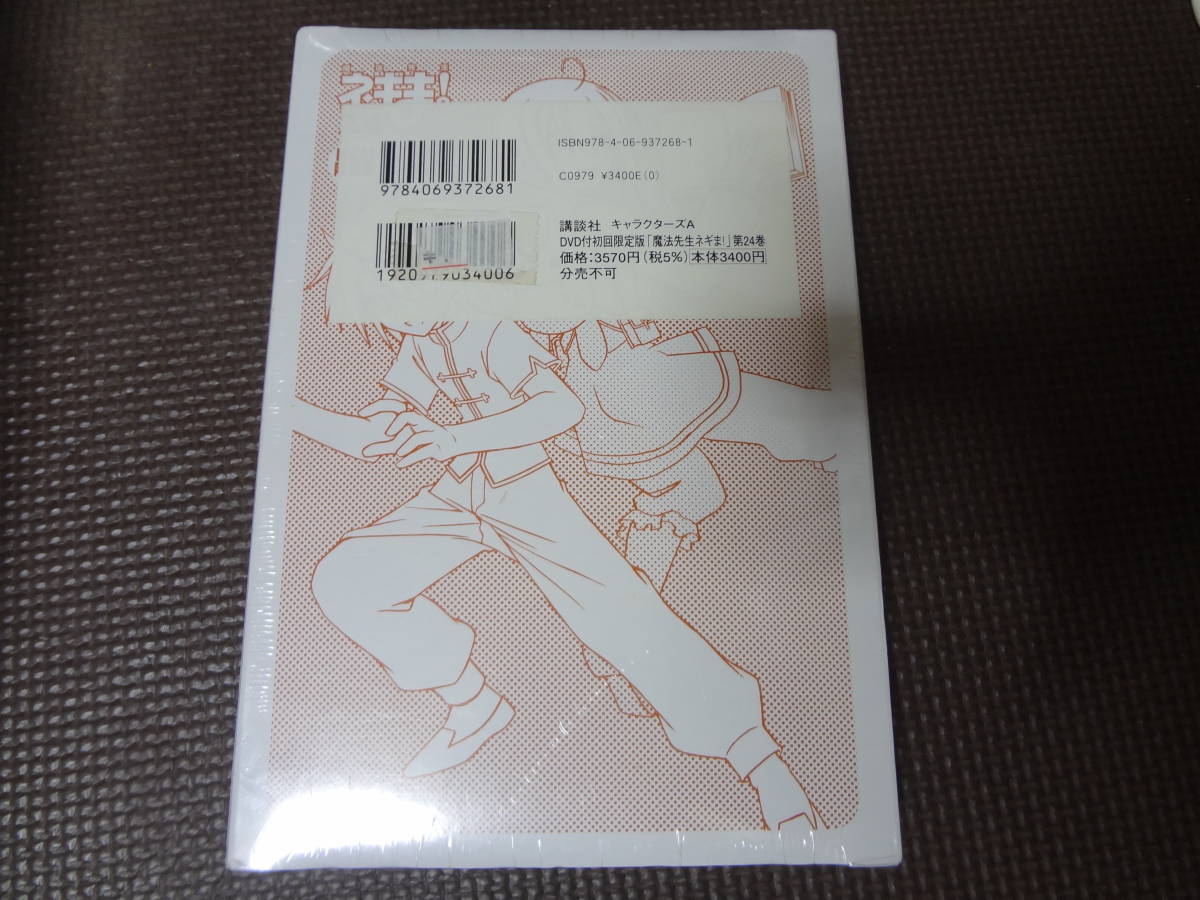 ネギま!
ISBN978-4-06-937268-1
9784069372681
C0979 ¥3400E(0)
講談社 キャラクターズA
DVD付初回限定版「魔法先生ネギま!」第24巻
価格:3570円(税5%) 本体3400円
分売不可
1920979034006